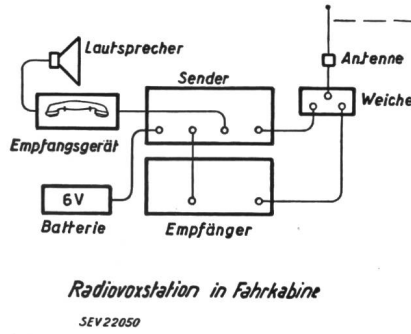 Lautsprecher
Sender
Antenne
Weiche
Empfangsgerät
6V
Batterie
Empfänger
Radiovoxstation in Fahrkabine
SEV22050